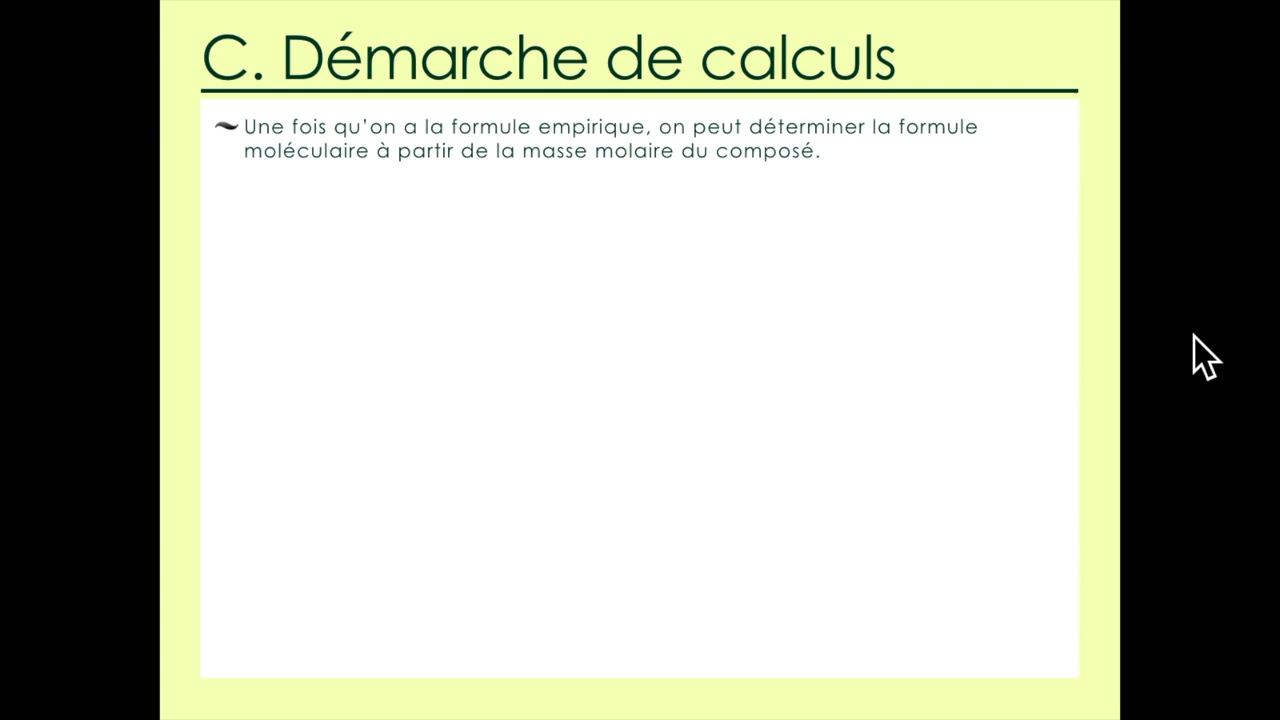 C. Démarche de calculs
Une fois qu'on a la formule empirique, on peut déterminer la formule
moléculaire à partir de la masse molaire du composé.